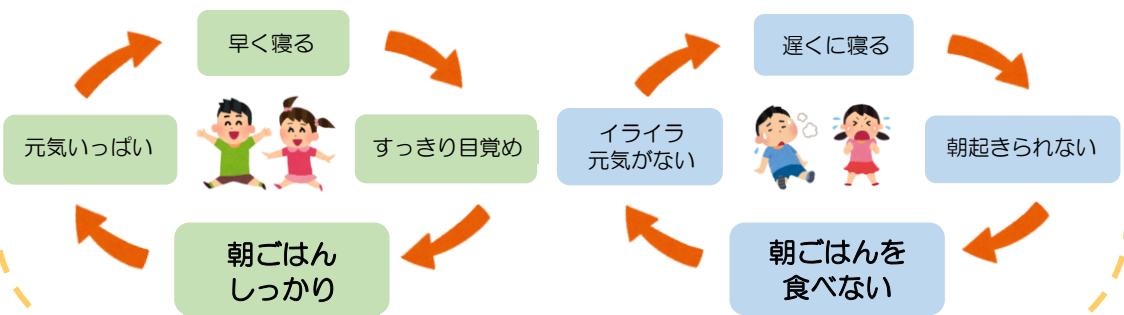 早く寝る
すっきり目覚め
朝ごはん
しっかり
元気いっぱい
遅くに寝る
朝起きられない
朝ごはんを
食べない
イライラ
元気がない